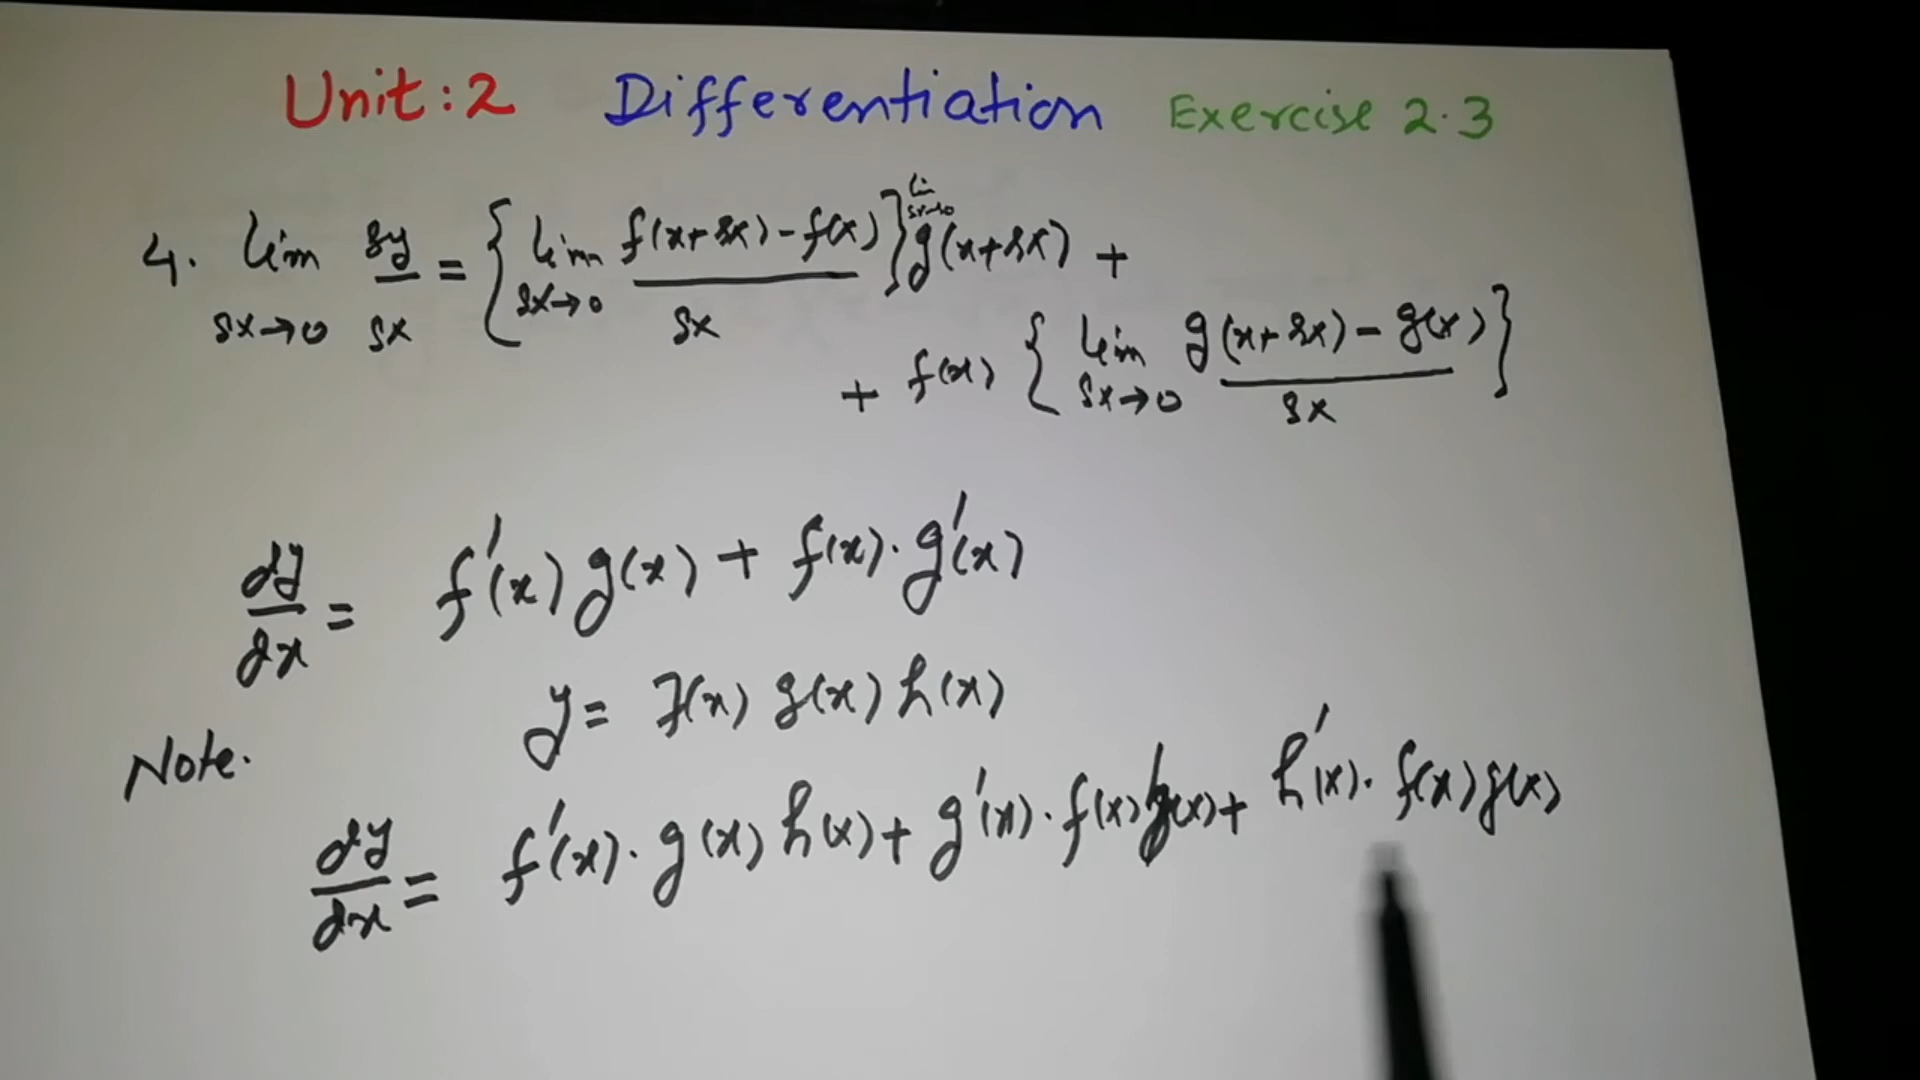 Unit:2 Differentiation Exercise 2.3
4. lim δx→0 δy/δx = { lim δx→0 (f(x+δx)-f(x))/δx } lim δx→0 g(x+δx) +
+ f(x) { lim δx→0 (g(x+δx)-g(x))/δx }
dy/dx = f'(x) g(x) + f(x)·g'(x)
y = f(x) g(x) h(x)
Note.
dy/dx = f'(x)·g(x) h(x) + g'(x)·f(x) h(x) + h'(x)·f(x) g(x)